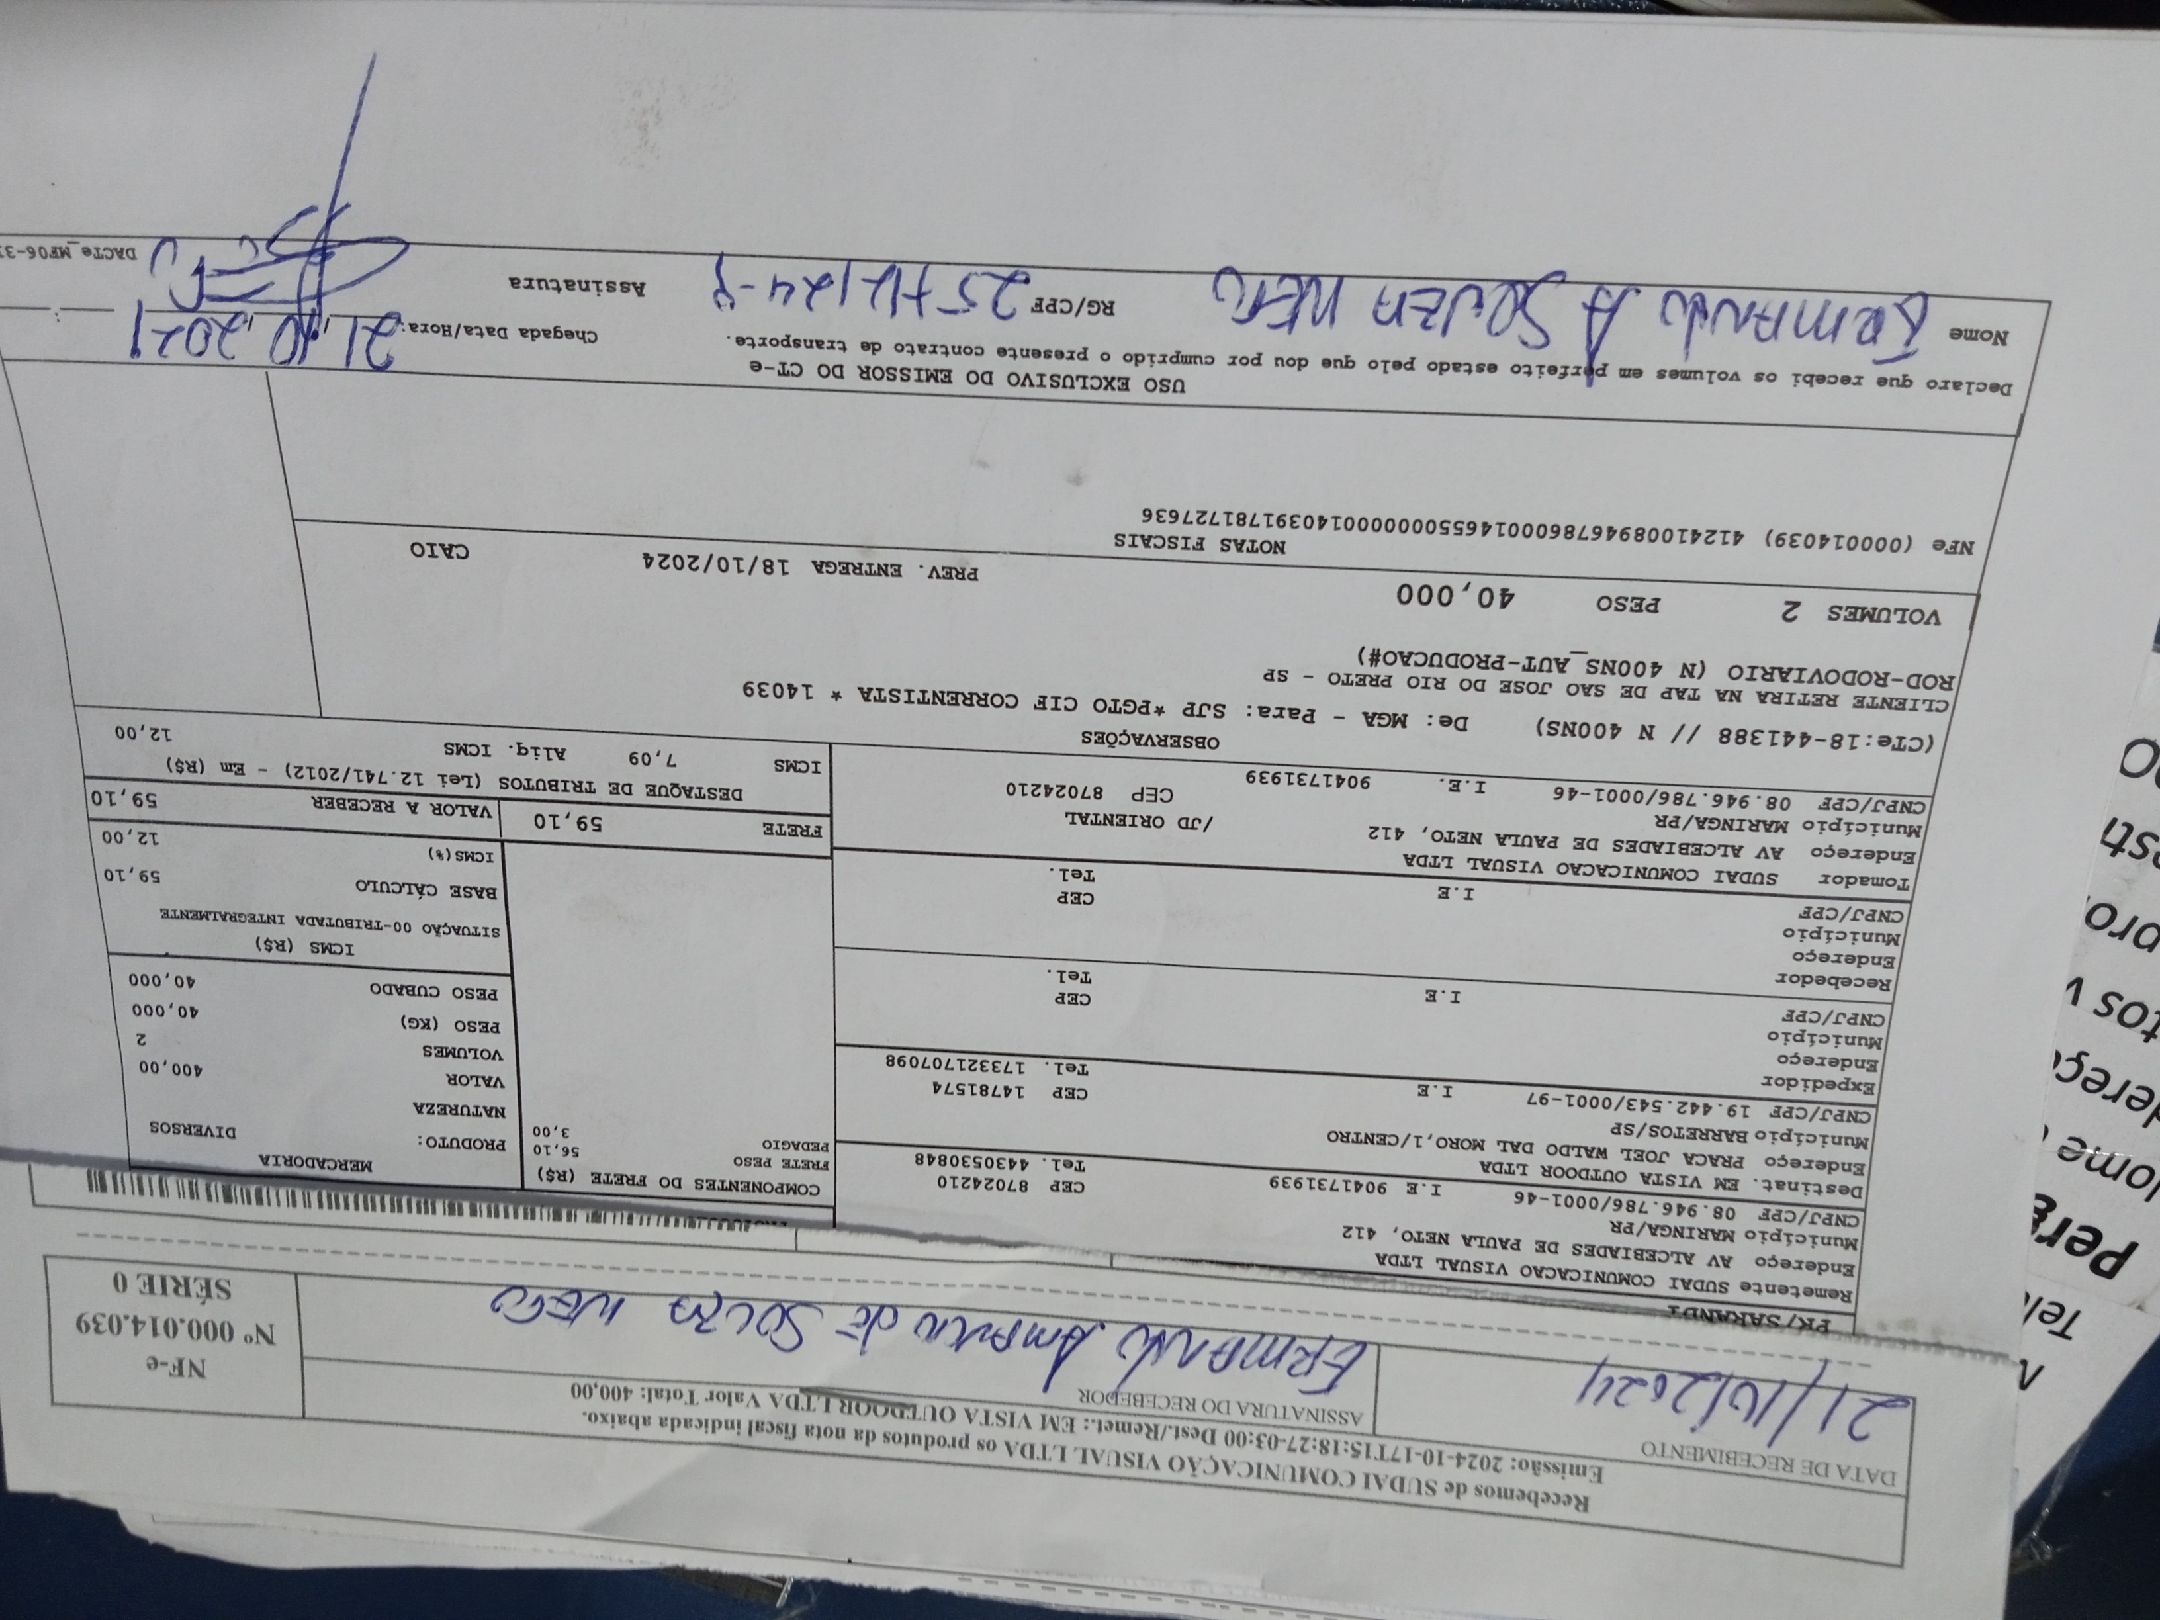 Recebemos de SUDAI COMUNICAÇÃO VISUAL LTDA os produtos da nota fiscal indicada abaixo.
Emissão: 2024-10-17T15:18:27-03:00 Dest./Remet.: EM VISTA OUTDOOR LTDA Valor Total: 400,00
DATA DE RECEBIMENTO
21/10/2024
ASSINATURA DO RECEBEDOR
NF-e
Nº 000.014.039
SÉRIE 0
Remetente SUDAI COMUNICACAO VISUAL LTDA
Endereço AV ALCEBIADES DE PAULA NETO, 412
Município MARINGA/PR CEP 87024210
CNPJ/CPF 08.946.786/0001-46 I.E 9041731939 Tel. 4430530848
Destinat. EM VISTA OUTDOOR LTDA
Endereço PRACA JOEL WALDO DAL MORO,1/CENTRO
Município BARRETOS/SP CEP 14781574
CNPJ/CPF 19.442.543/0001-97 I.E Tel. 173321707098
Expedidor
Endereço
Município CEP
CNPJ/CPF I.E Tel.
Recebedor
Endereço
Município CEP
CNPJ/CPF I.E Tel.
Tomador SUDAI COMUNICACAO VISUAL LTDA
Endereço AV ALCEBIADES DE PAULA NETO, 412 /JD ORIENTAL
Município MARINGA/PR CEP 87024210
CNPJ/CPF 08.946.786/0001-46 I.E. 9041731939
COMPONENTES DO FRETE (R$)
FRETE PESO 56,10
PEDAGIO 3,00
FRETE 59,10
MERCADORIA
PRODUTO: DIVERSOS
NATUREZA
VALOR 400,00
VOLUMES 2
PESO (KG) 40,000
PESO CUBADO 40,000
ICMS (R$)
SITUAÇÃO 00-TRIBUTADA INTEGRALMENTE
BASE CÁLCULO 59,10
ICMS(%) 12,00
VALOR A RECEBER 59,10
DESTAQUE DE TRIBUTOS (Lei 12.741/2012) - Em (R$)
ICMS 7,09 Aliq. ICMS 12,00
OBSERVAÇÕES
(CTe:18-441388 // N 400NS) De: MGA - Para: SJP *PGTO CIF CORRENTISTA * 14039
CLIENTE RETIRA NA TAP DE SAO JOSE DO RIO PRETO - SP
ROD-RODOVIARIO (N 400NS_AUT-PRODUCAO#)
VOLUMES 2 PESO 40,000 PREV. ENTREGA 18/10/2024 CAIO
NOTAS FISCAIS
NFe (000014039) 41241008946786000146550000000140391781727636
USO EXCLUSIVO DO EMISSOR DO CT-e
Declaro que recebi os volumes em perfeito estado pelo que dou por cumprido o presente contrato de transporte.
Chegada Data/Hora:
Nome
RG/CPF
Assinatura